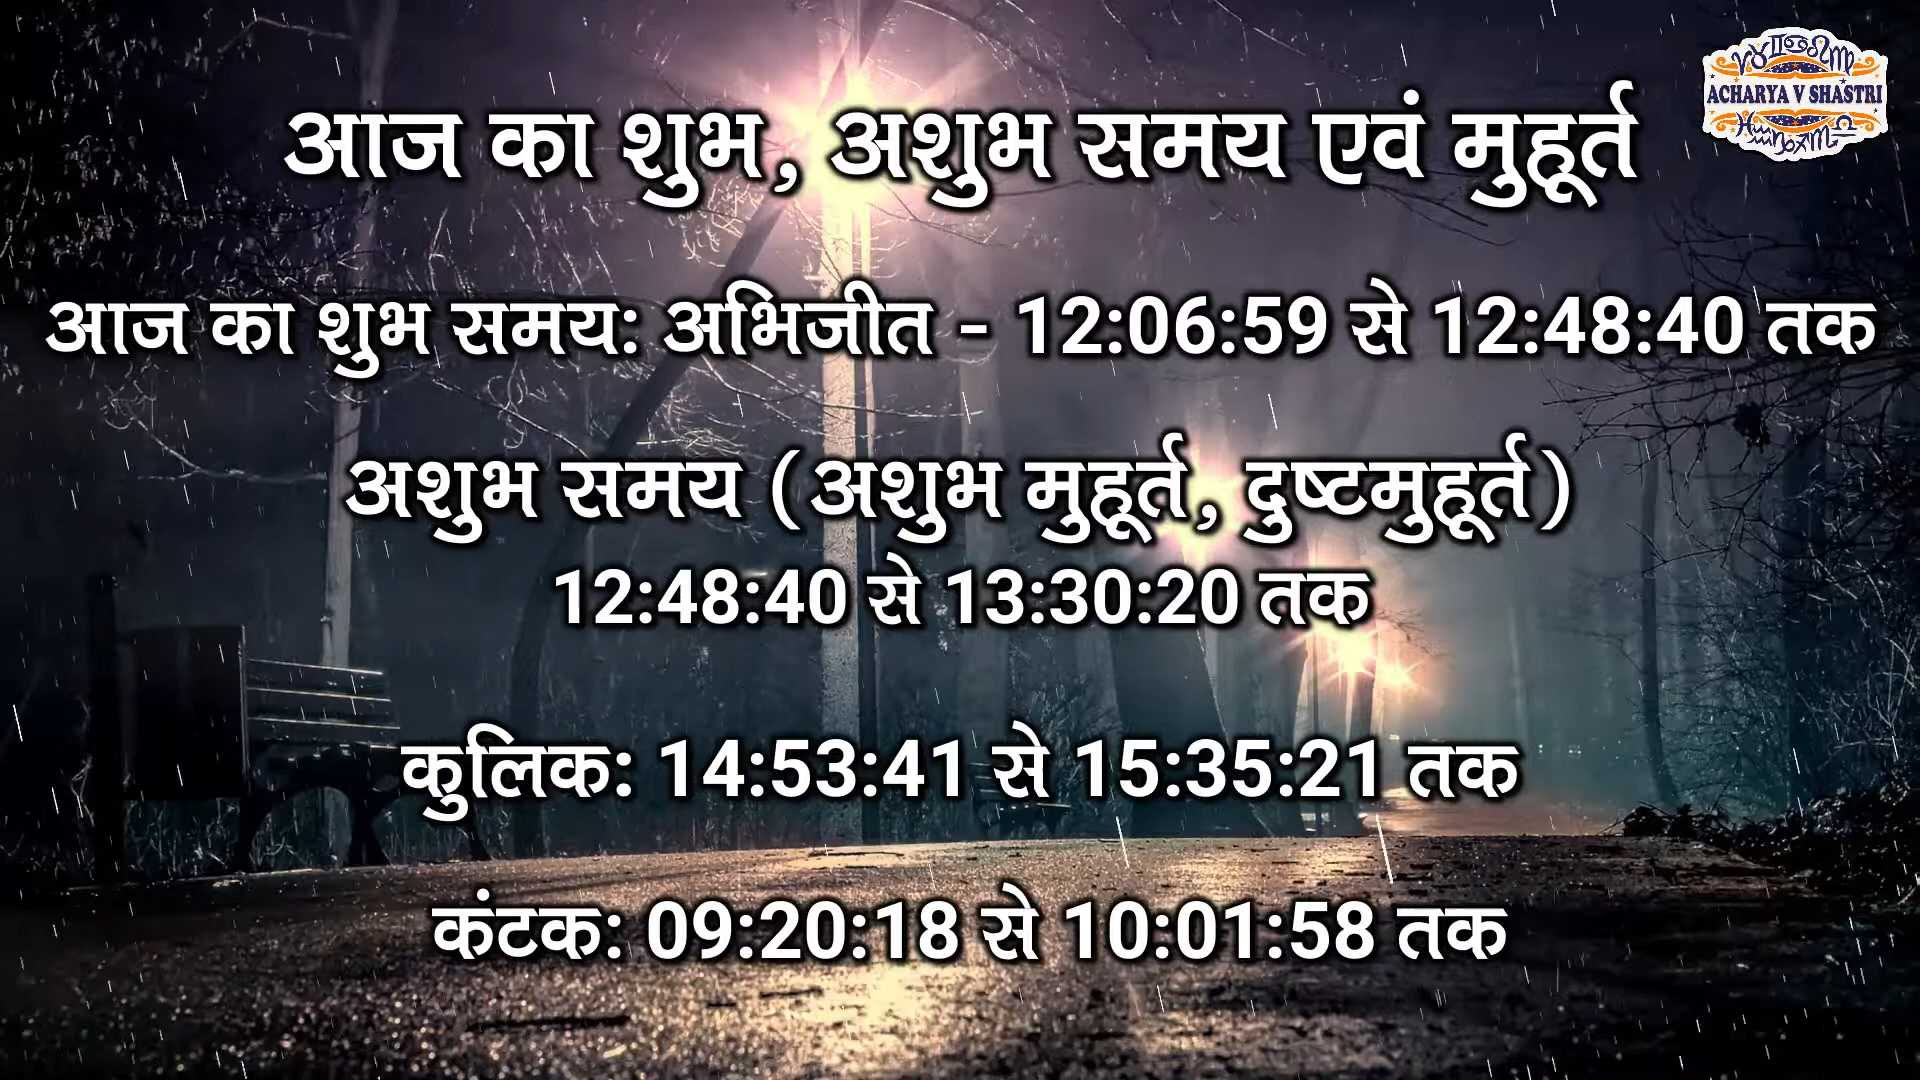 ACHARYA V SHASTRI
आज का शुभ, अशुभ समय एवं मुहूर्त
आज का शुभ समय: अभिजीत - 12:06:59 से 12:48:40 तक
अशुभ समय (अशुभ मुहूर्त, दुष्टमुहूर्त)
12:48:40 से 13:30:20 तक
कुलिक: 14:53:41 से 15:35:21 तक
कंटक: 09:20:18 से 10:01:58 तक